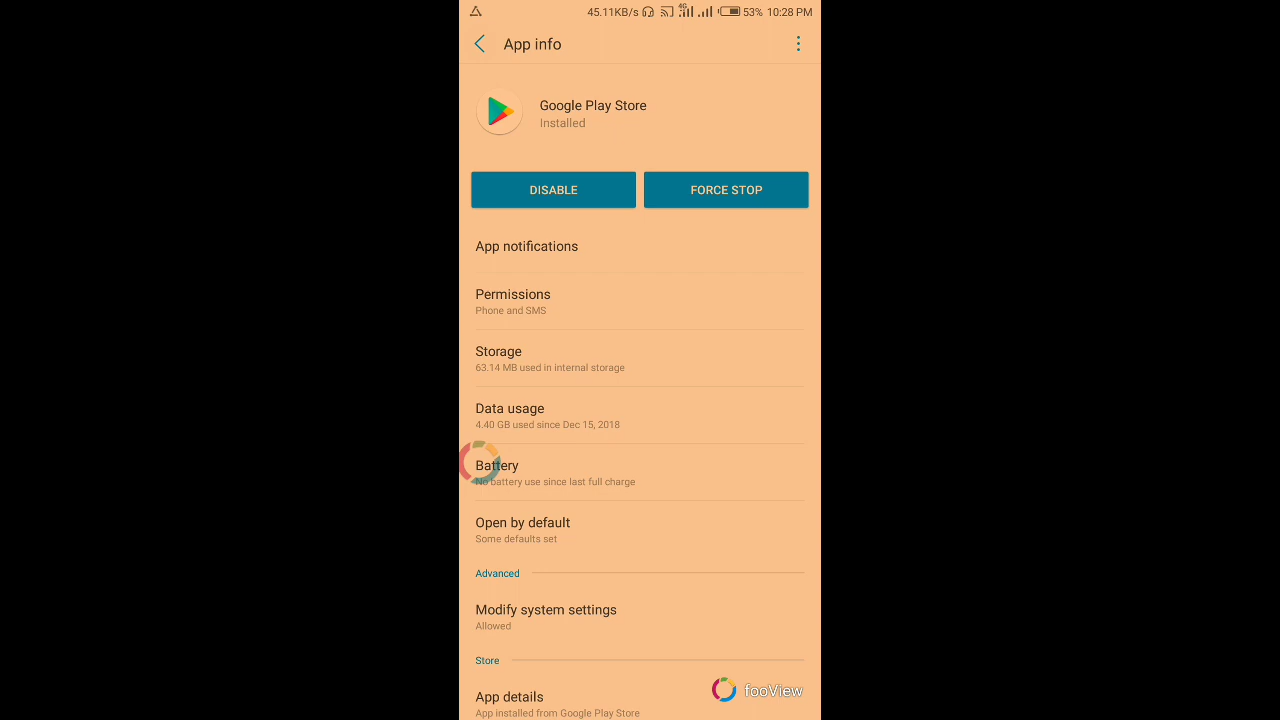 45.11KB/s 4G 53% 10:28 PM
App info
Google Play Store
Installed
DISABLE FORCE STOP
App notifications
Permissions
Phone and SMS
Storage
63.14 MB used in internal storage
Data usage
4.40 GB used since Dec 15, 2018
Battery
No battery use since last full charge
Open by default
Some defaults set
Advanced
Modify system settings
Allowed
Store
fooView
App details
App installed from Google Play Store